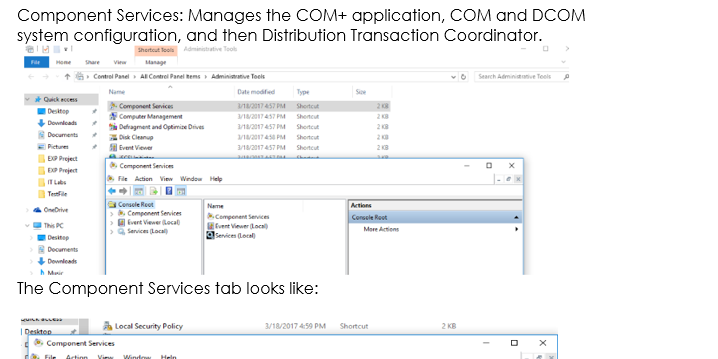 Component Services: Manages the COM+ application, COM and DCOM
system configuration, and then Distribution Transaction Coordinator.
Shortcut Tools Administrative Tools
File Home Share View Manage
Control Panel › All Control Panel Items › Administrative Tools
Search Administrative Tools
Name Date modified Type Size
Quick access
Component Services 3/18/2017 4:57 PM Shortcut 2 KB
Desktop
Computer Management 3/18/2017 4:57 PM Shortcut 2 KB
Downloads
Defragment and Optimize Drives 3/18/2017 4:57 PM Shortcut 2 KB
Documents
Disk Cleanup 3/18/2017 4:58 PM Shortcut 2 KB
Pictures
Event Viewer 3/18/2017 4:57 PM Shortcut 2 KB
EXP Project
EXP Project
IT Labs
TestFile
OneDrive
This PC
Desktop
Documents
Downloads
Music
Component Services
File Action View Window Help
Console Root
Component Services
Event Viewer (Local)
Services (Local)
Name
Component Services
Event Viewer (Local)
Services (Local)
Actions
Console Root
More Actions
The Component Services tab looks like:
Quick access
Local Security Policy 3/18/2017 4:59 PM Shortcut 2 KB
Desktop
Component Services
File Action View Window Help